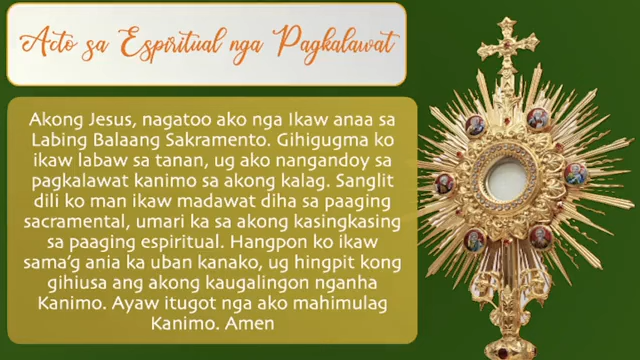 Acto sa Espiritual nga Pagkalawat
Akong Jesus, nagatoo ako nga Ikaw anaa sa
Labing Balaang Sakramento. Gihigugma ko
ikaw labaw sa tanan, ug ako nangandoy sa
pagkalawat kanimo sa akong kalag. Sanglit
dili ko man ikaw madawat diha sa paaging
sacramental, umari ka sa akong kasingkasing
sa paaging espiritual. Hangpon ko ikaw
sama'g ania ka uban kanako, ug hingpit kong
gihiusa ang akong kaugalingon nganha
Kanimo. Ayaw itugot nga ako mahimulag
Kanimo. Amen